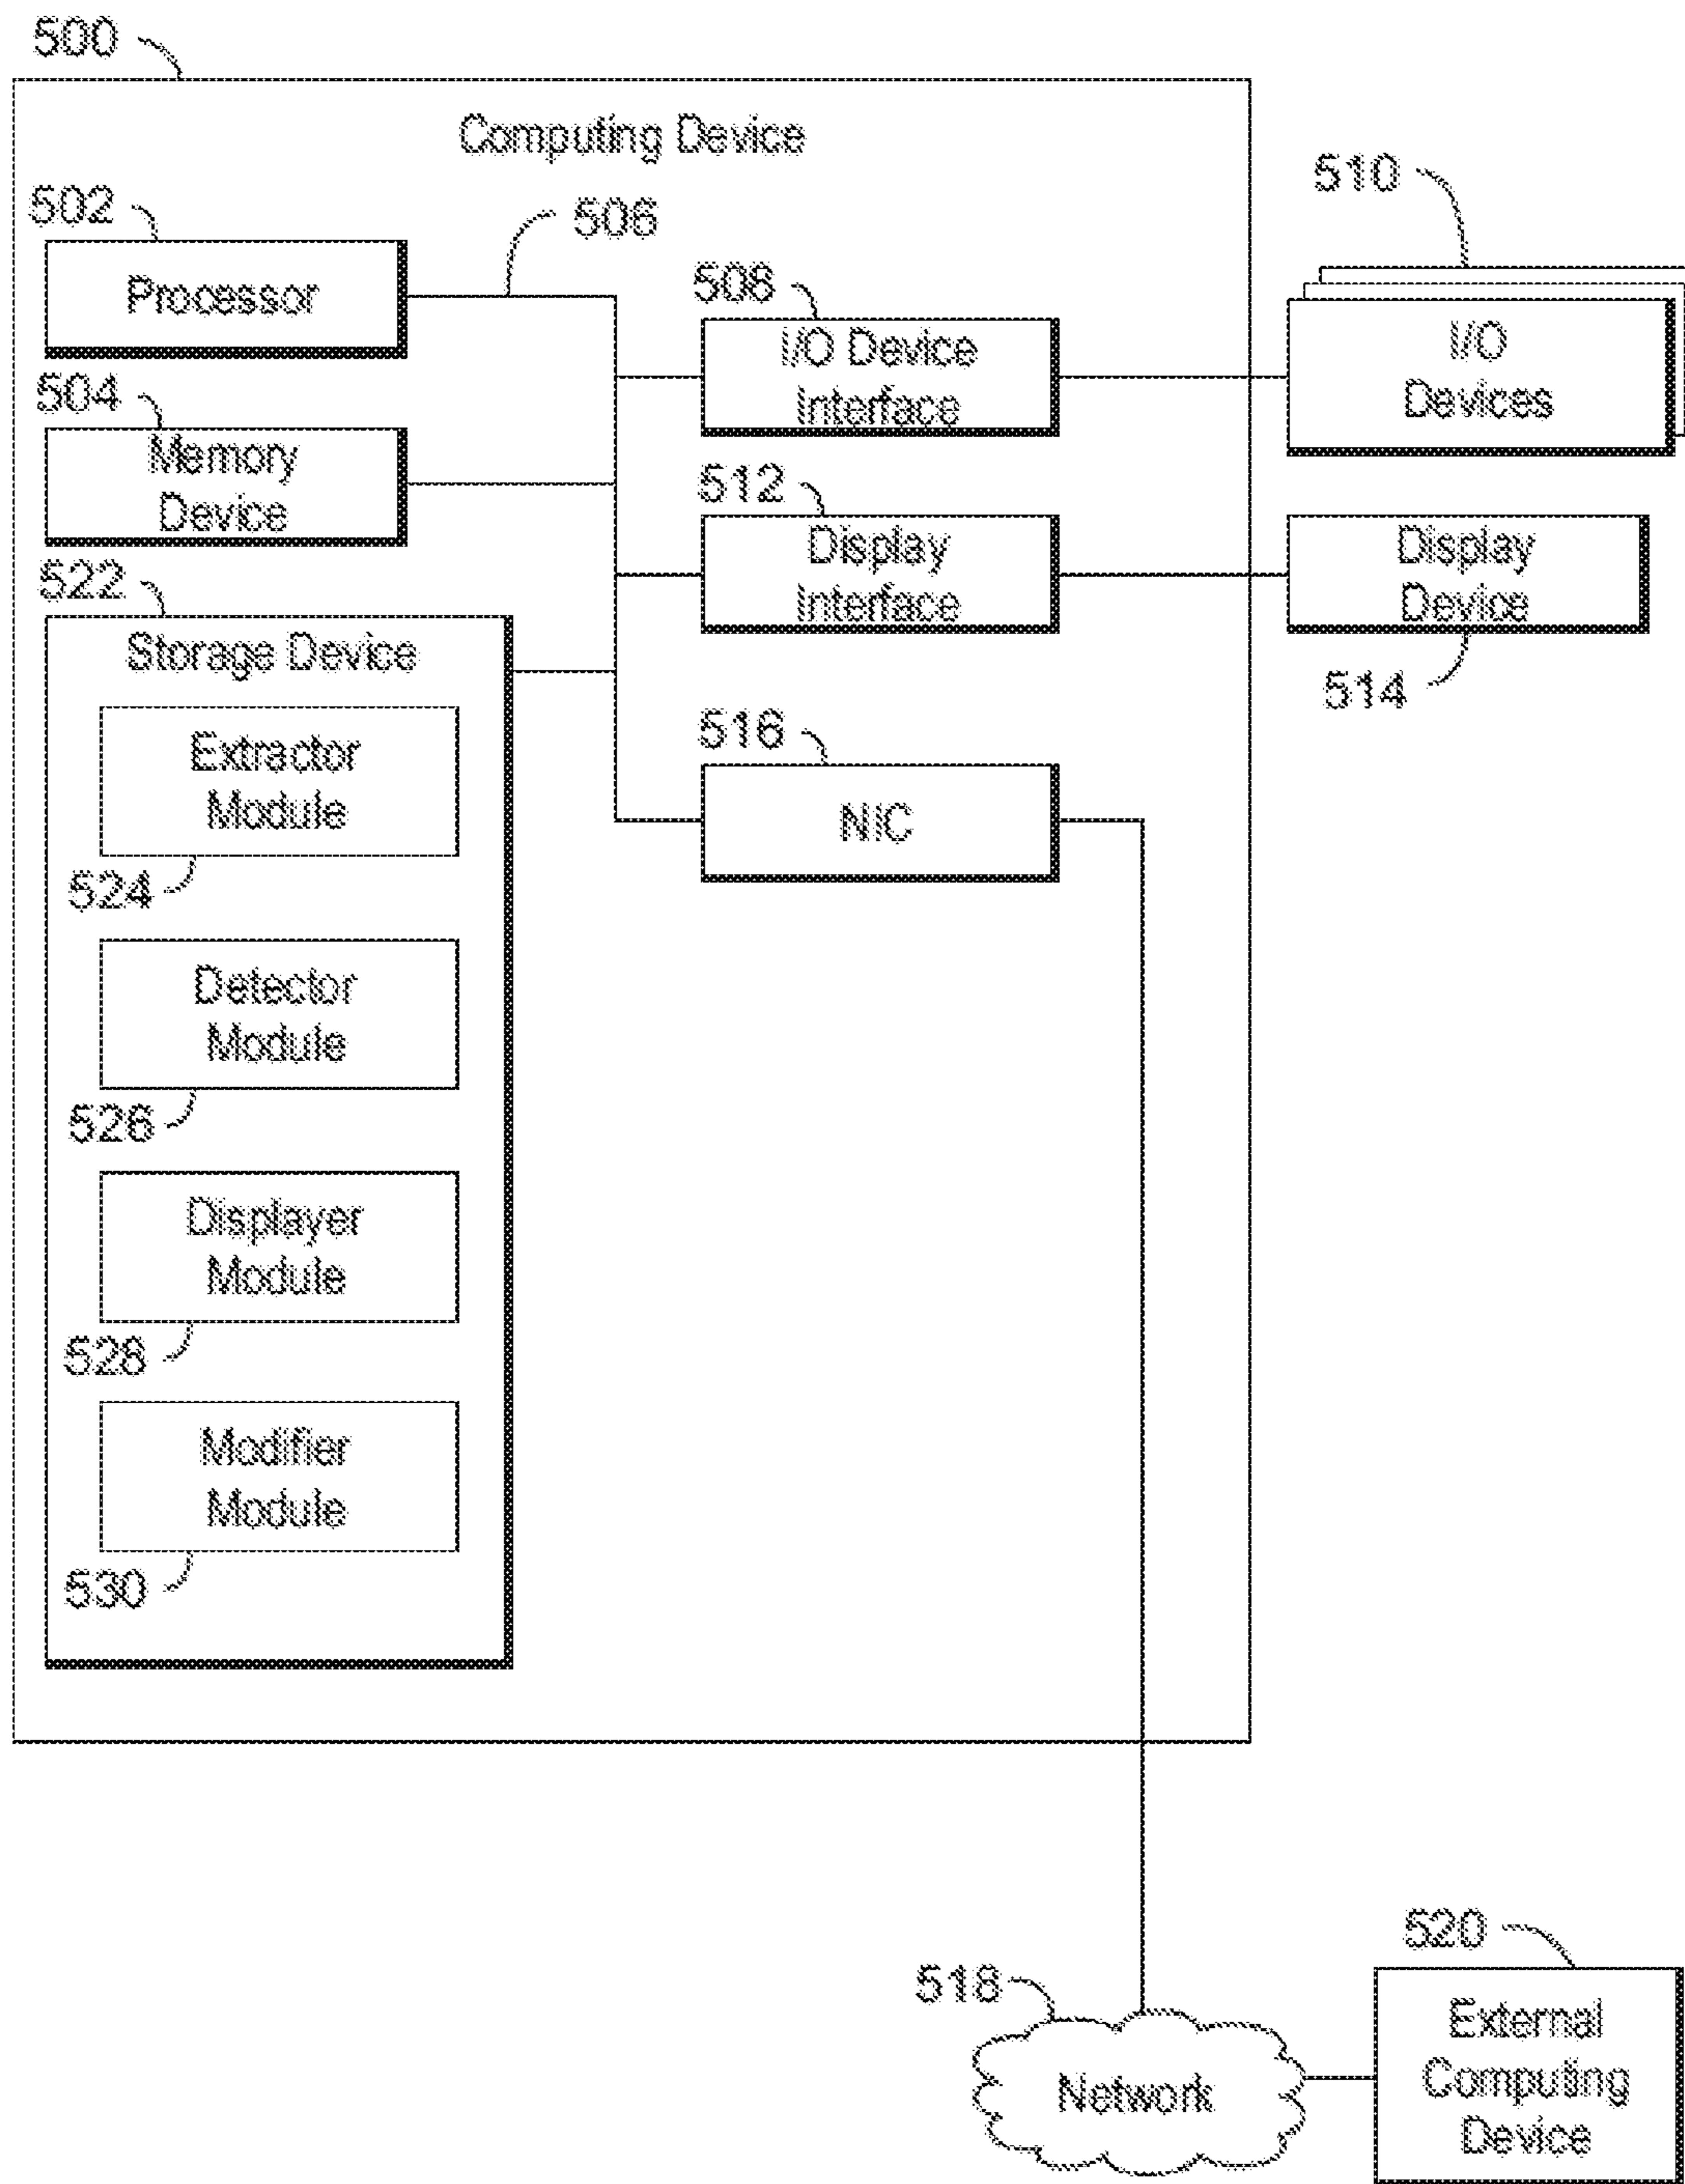 500
Computing Device
502
Processor
506
504
Memory
Device
508
I/O Device
Interface
510
I/O
Devices
512
Display
Interface
Display
Device
514
522
Storage Device
Extractor
Module
524
Detector
Module
526
Displayer
Module
528
Modifier
Module
530
516
NIC
518
Network
520
External
Computing
Device